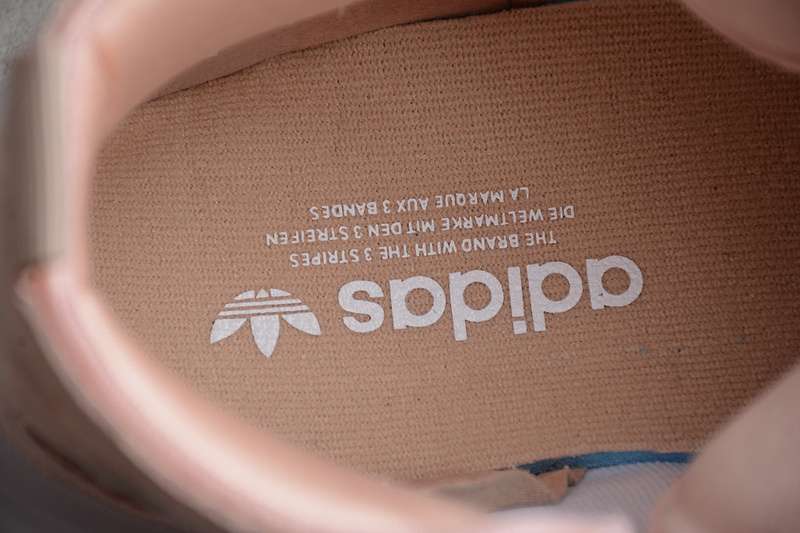 adidas
THE BRAND WITH THE 3 STRIPES
DIE WELTMARKE MIT DEN 3 STREIFEN
LA MARQUE AUX 3 BANDES